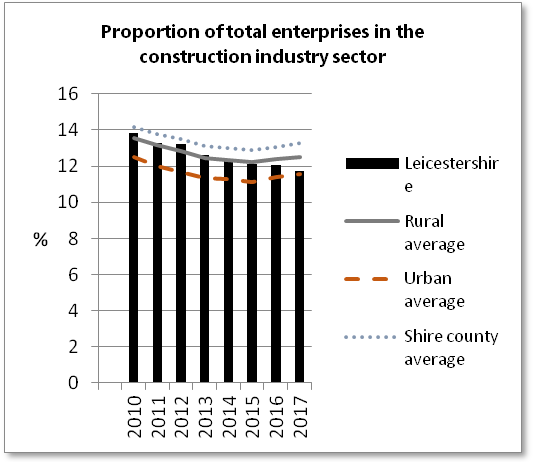 Proportion of total enterprises in the
construction industry sector
16
14
12
10
8
6
4
2
0
%
2010
2011
2012
2013
2014
2015
2016
2017
Leicestershir
e
Rural
average
Urban
average
Shire county
average